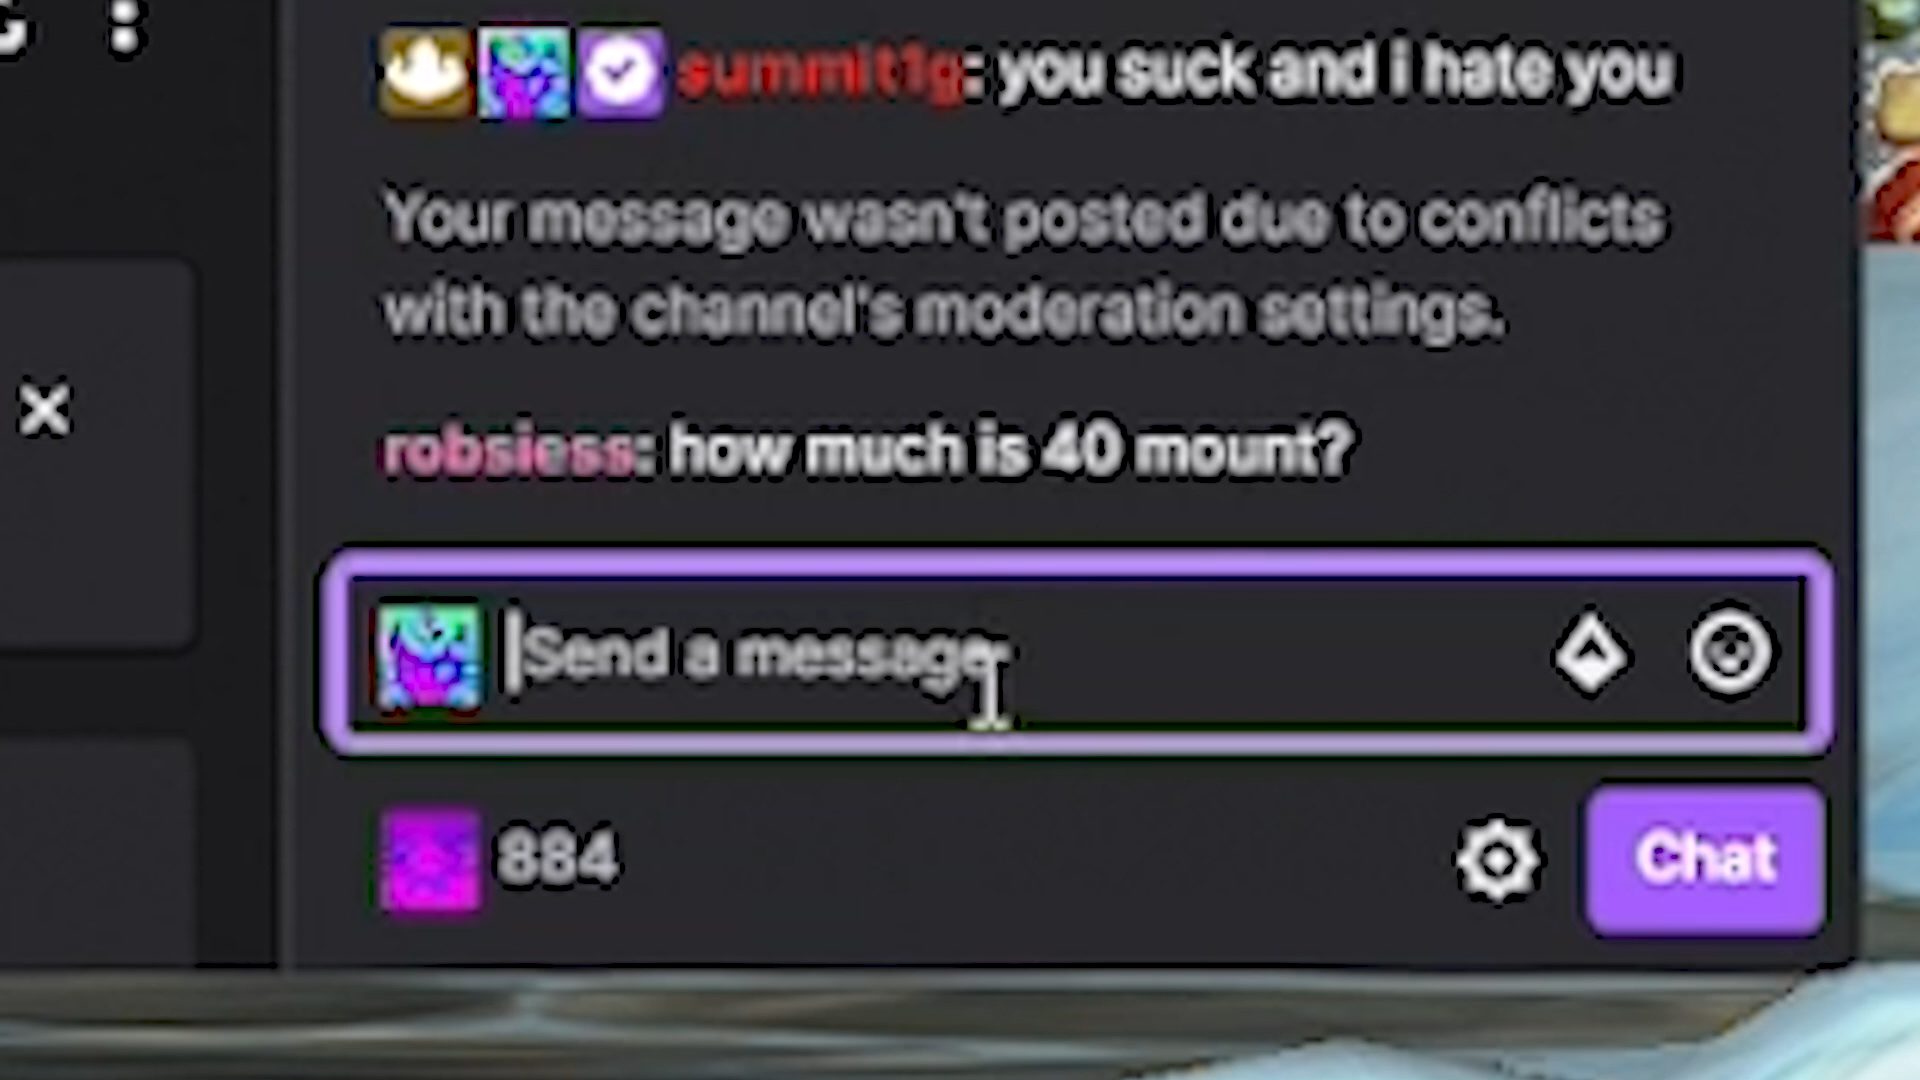 summit1g: you suck and i hate you
Your message wasn't posted due to conflicts
with the channel's moderation settings.
robsiess: how much is 40 mount?
Send a message
884
Chat